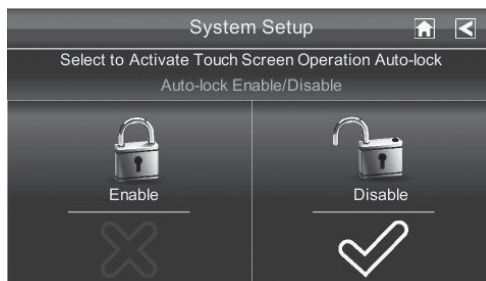 System Setup
Select to Activate Touch Screen Operation Auto-lock
Auto-lock Enable/Disable
Enable
Disable